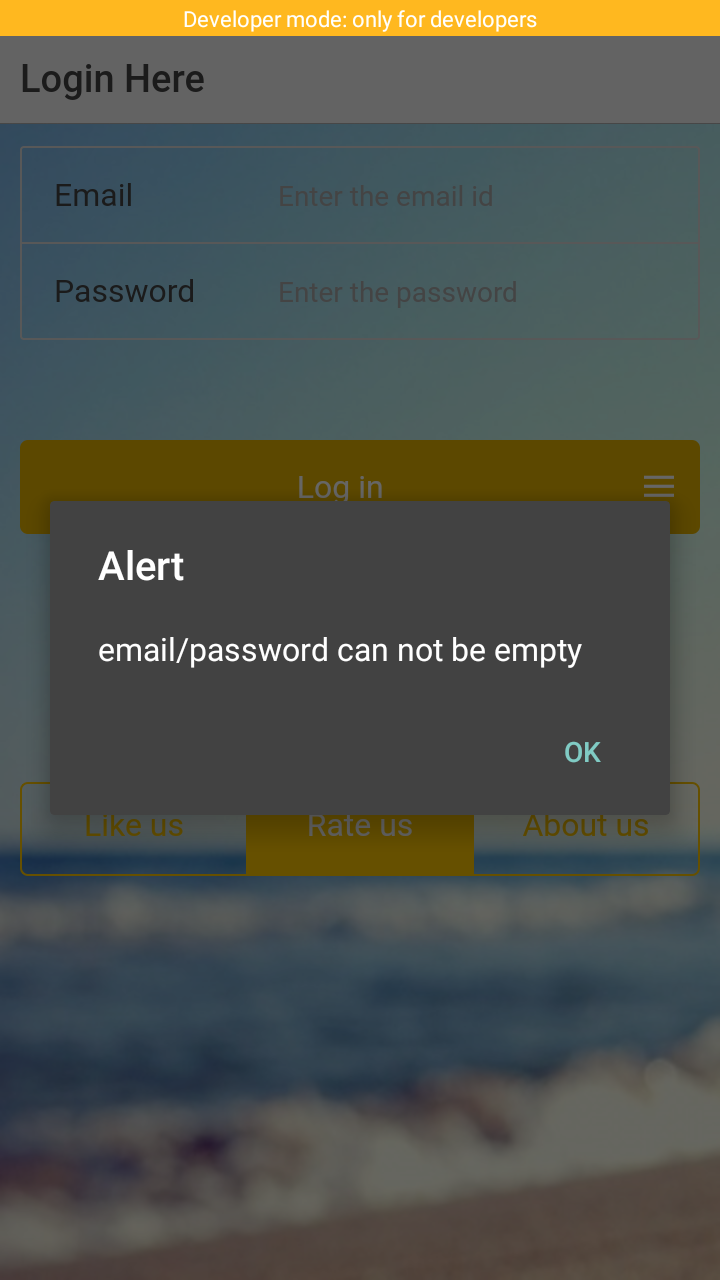 Developer mode: only for developers
Login Here
Email Enter the email id
Password Enter the password
Log in
Alert
email/password can not be empty
OK
Like us Rate us About us